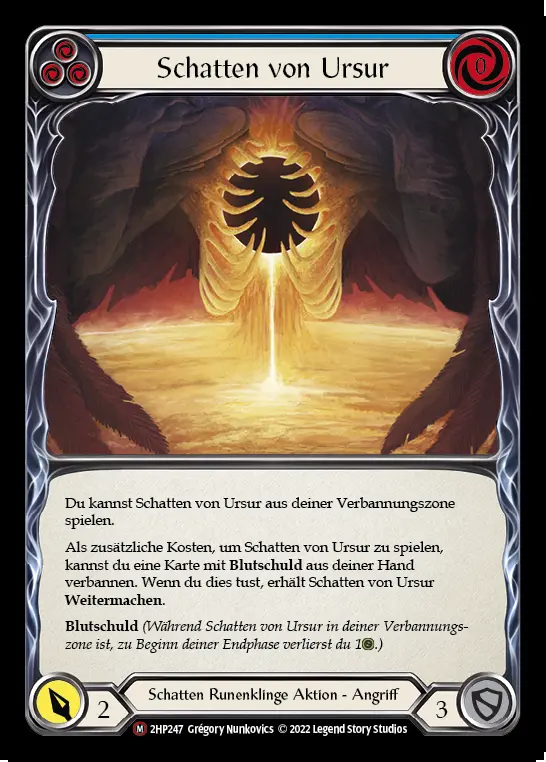 Schatten von Ursur
0
Du kannst Schatten von Ursur aus deiner Verbannungszone
spielen.
Als zusätzliche Kosten, um Schatten von Ursur zu spielen,
kannst du eine Karte mit Blutschuld aus deiner Hand
verbannen. Wenn du dies tust, erhält Schatten von Ursur
Weitermachen.
Blutschuld (Während Schatten von Ursur in deiner Verbannungs-
zone ist, zu Beginn deiner Endphase verlierst du 1.)
2
Schatten Runenklinge Aktion - Angriff
3
M 2HP247 Grégory Nunkovics © 2022 Legend Story Studios